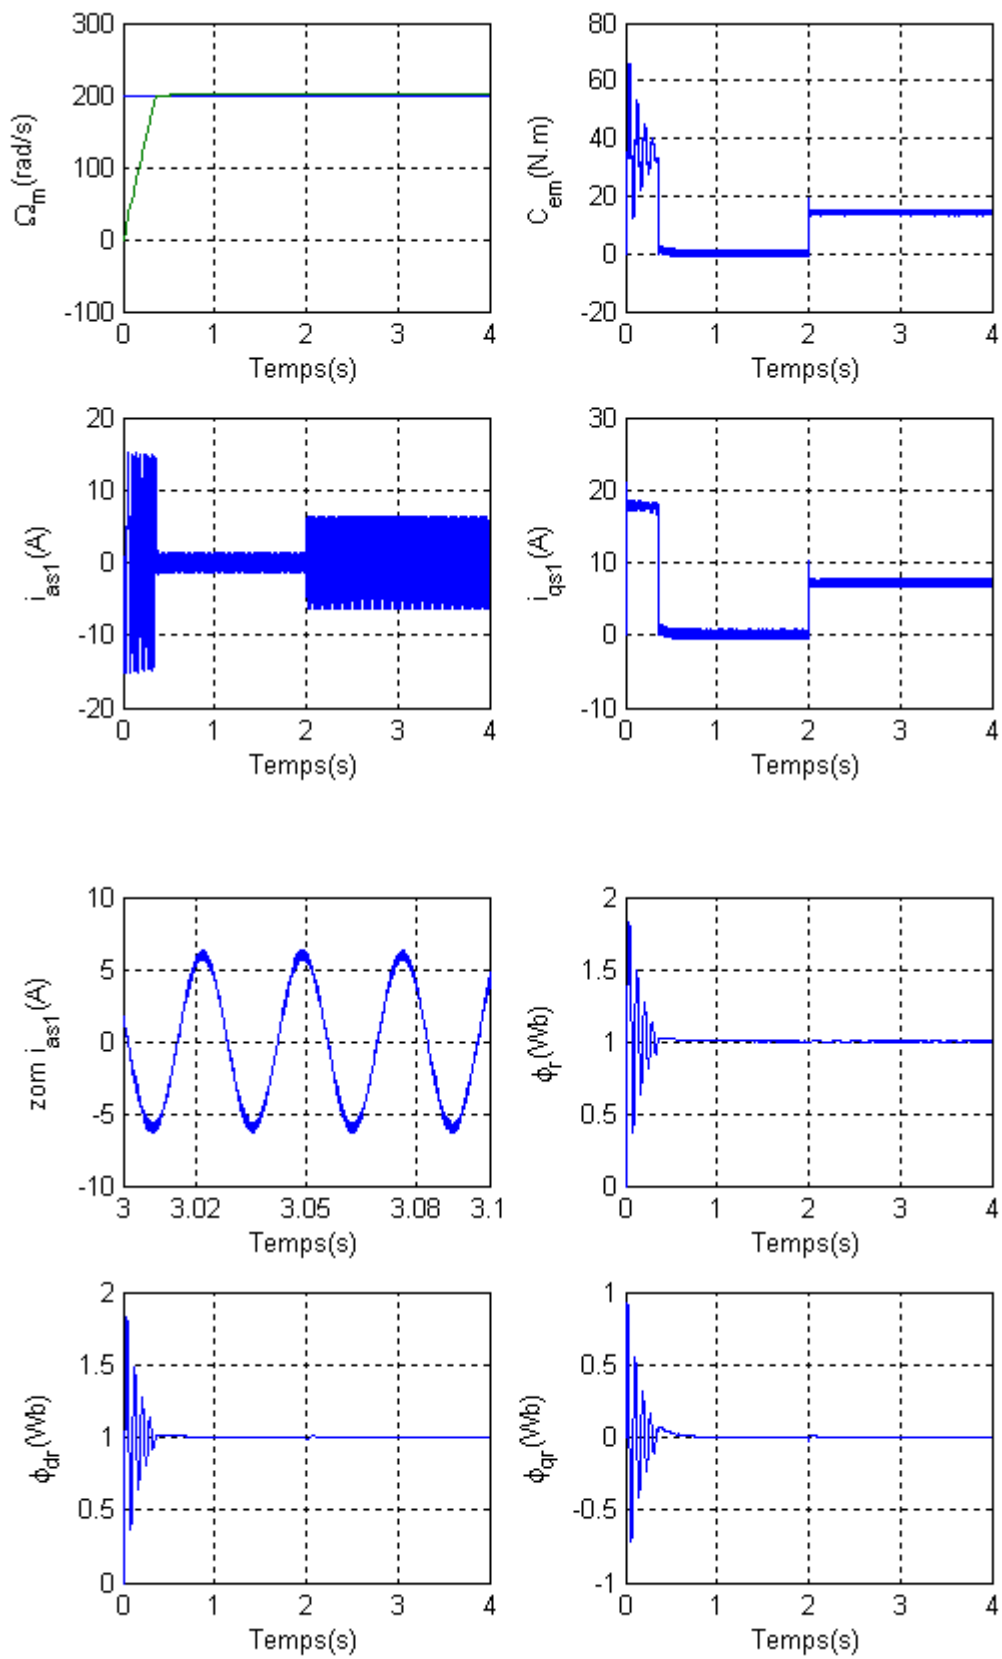 300
200
100
0
-100
Ωm(rad/s)
0 1 2 3 4
Temps(s)
80
60
40
20
0
-20
Cem(N.m)
0 1 2 3 4
Temps(s)
20
10
0
-10
-20
ias1(A)
0 1 2 3 4
Temps(s)
30
20
10
0
-10
iqs1(A)
0 1 2 3 4
Temps(s)
10
5
0
-5
-10
zom ias1(A)
3 3.02 3.05 3.08 3.1
Temps(s)
2
1.5
1
0.5
0
ϕr(Wb)
0 1 2 3 4
Temps(s)
2
1.5
1
0.5
0
ϕdr(Wb)
0 1 2 3 4
Temps(s)
1
0.5
0
-0.5
-1
ϕqr(Wb)
0 1 2 3 4
Temps(s)